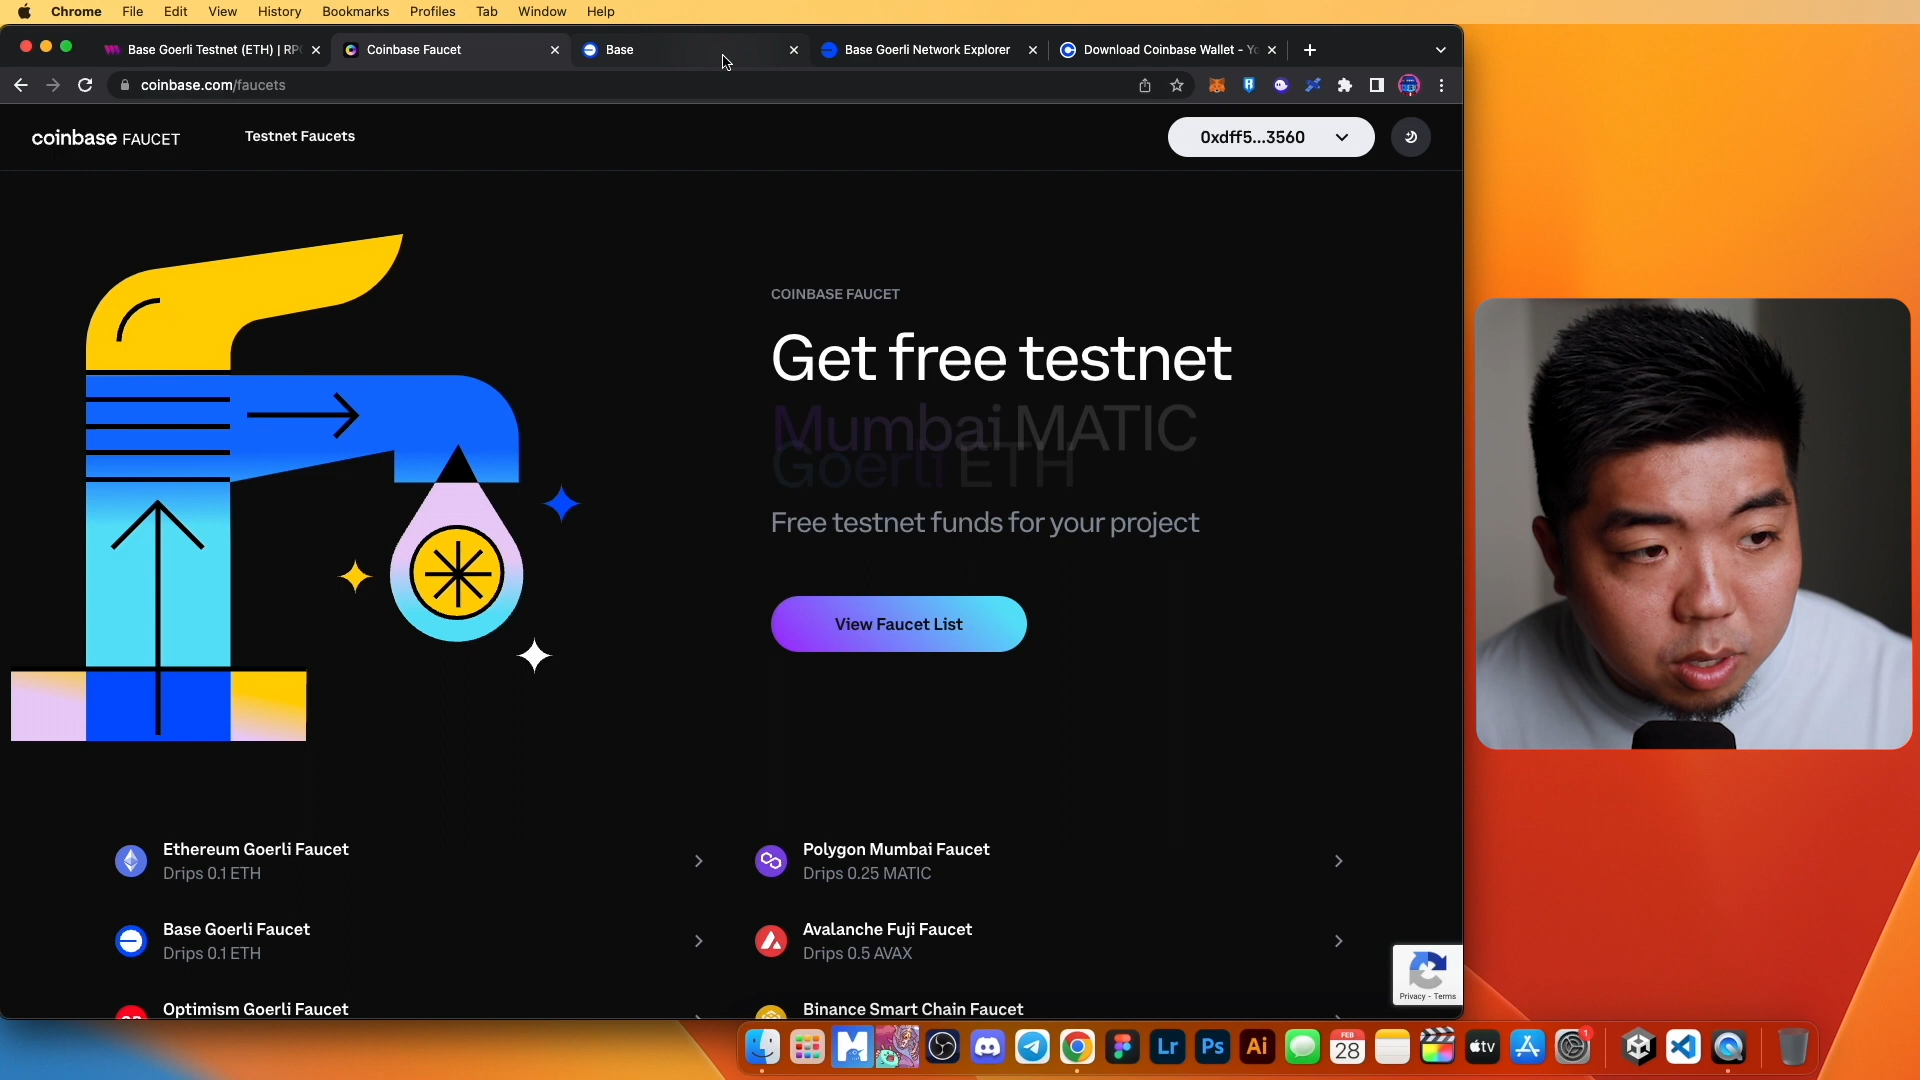 Chrome File Edit View History Bookmarks Profiles Tab Window Help
Base Goerli Testnet (ETH) | RP
Coinbase Faucet
Base
Base Goerli Network Explorer
Download Coinbase Wallet -
coinbase.com/faucets
coinbase FAUCET
Testnet Faucets
0xdff5...3560
COINBASE FAUCET
Get free testnet
Mumbai MATIC
Goerli ETH
Free testnet funds for your project
View Faucet List
Ethereum Goerli Faucet
Drips 0.1 ETH
Polygon Mumbai Faucet
Drips 0.25 MATIC
Base Goerli Faucet
Drips 0.1 ETH
Avalanche Fuji Faucet
Drips 0.5 AVAX
Optimism Goerli Faucet
Binance Smart Chain Faucet
Privacy - Terms
Lr
Ps
Ai
FEB
28
tv
1